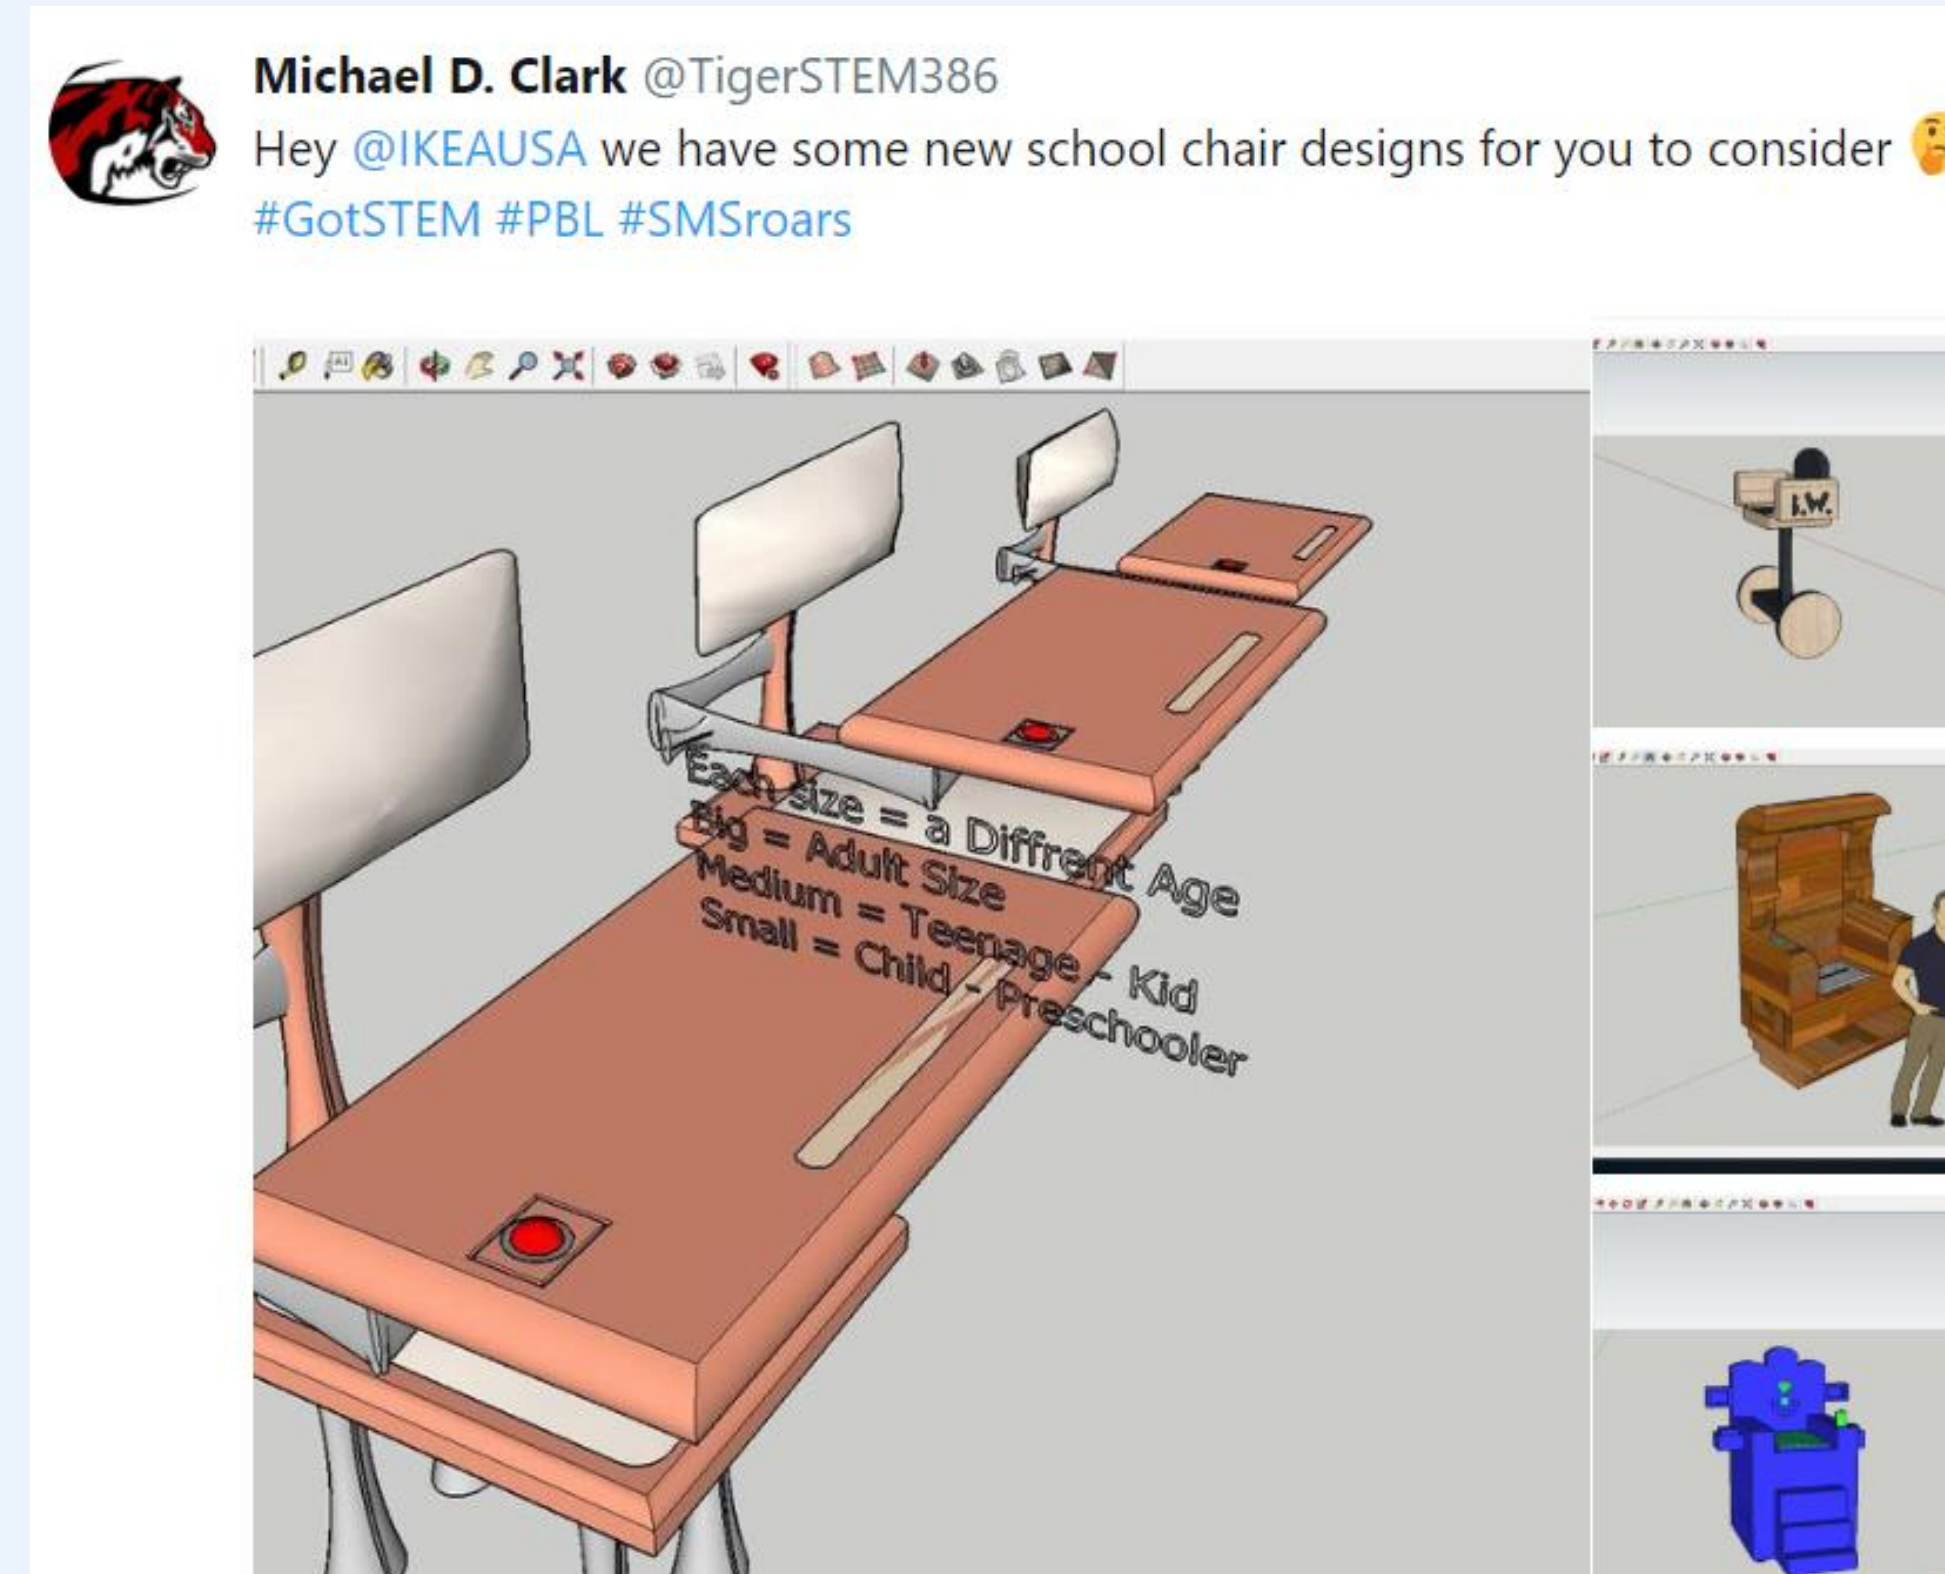 Michael D. Clark @TigerSTEM386
Hey @IKEAUSA we have some new school chair designs for you to consider 🤔
#GotSTEM #PBL #SMSroars
Each size = a Diffrent Age
Big = Adult Size
Medium = Teenage - Kid
Small = Child - Preschooler
I.W.